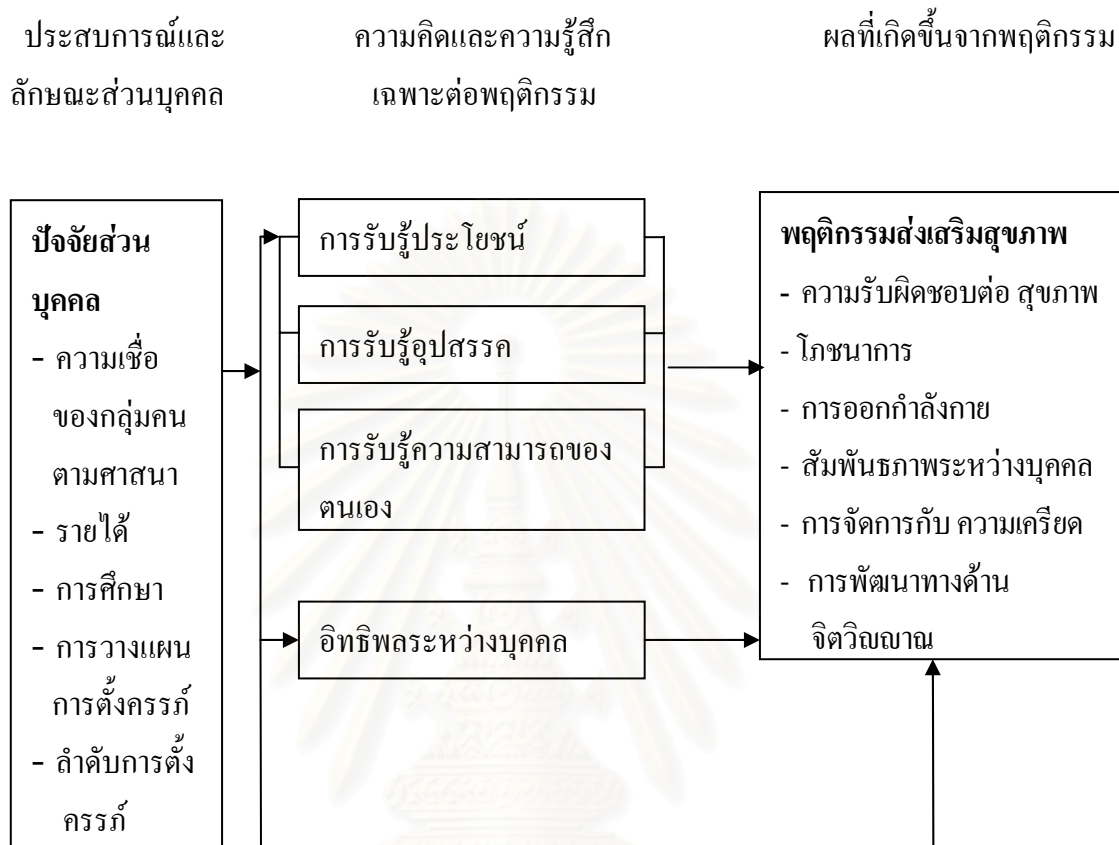 ประสบการณ์และ
ลักษณะส่วนบุคคล
ความคิดและความรู้สึก
เฉพาะต่อพฤติกรรม
ผลที่เกิดขึ้นจากพฤติกรรม
ปัจจัยส่วน
บุคคล
- ความเชื่อ
ของกลุ่มคน
ตามศาสนา
- รายได้
- การศึกษา
- การวางแผน
การตั้งครรภ์
- ลำดับการตั้ง
ครรภ์
การรับรู้ประโยชน์
การรับรู้อุปสรรค
การรับรู้ความสามารถของ
ตนเอง
อิทธิพลระหว่างบุคคล
พฤติกรรมส่งเสริมสุขภาพ
- ความรับผิดชอบต่อ สุขภาพ
- โภชนาการ
- การออกกำลังกาย
- สัมพันธภาพระหว่างบุคคล
- การจัดการกับ ความเครียด
- การพัฒนาทางด้าน
จิตวิญญาณ